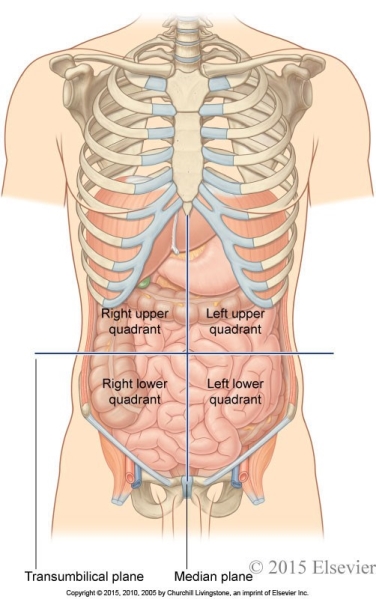 Right upper
quadrant
Left upper
quadrant
Right lower
quadrant
Left lower
quadrant
© 2015 Elsevier
Transumbilical plane
Median plane
Copyright © 2015, 2010, 2005 by Churchill Livingstone, an imprint of Elsevier Inc.